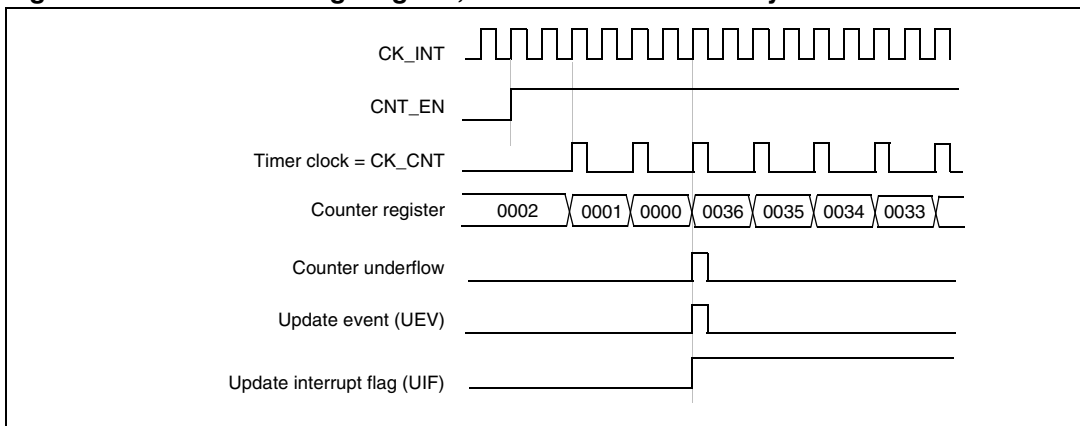 CK_INT
CNT_EN
Timer clock = CK_CNT
Counter register 0002 0001 0000 0036 0035 0034 0033
Counter underflow
Update event (UEV)
Update interrupt flag (UIF)